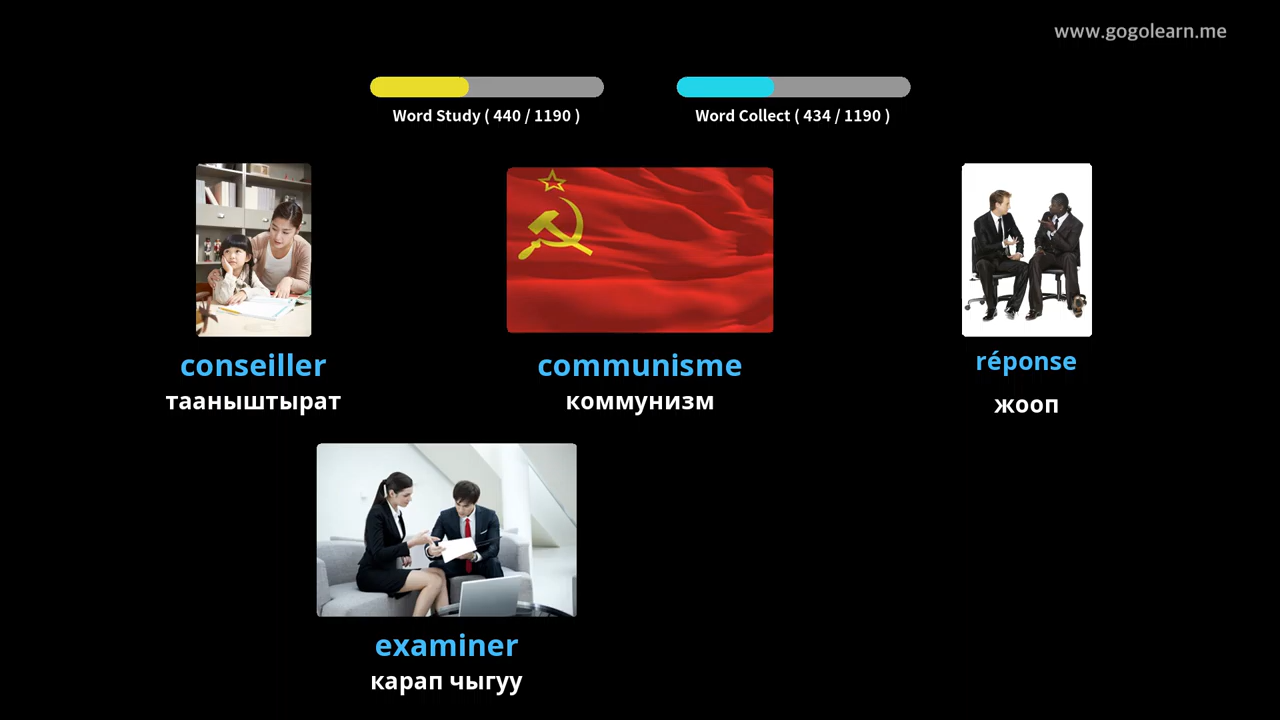 www.gogolearn.me
Word Study ( 440 / 1190 )
Word Collect ( 434 / 1190 )
conseiller
тааныштырат
communisme
коммунизм
réponse
жооп
examiner
карап чыгуу